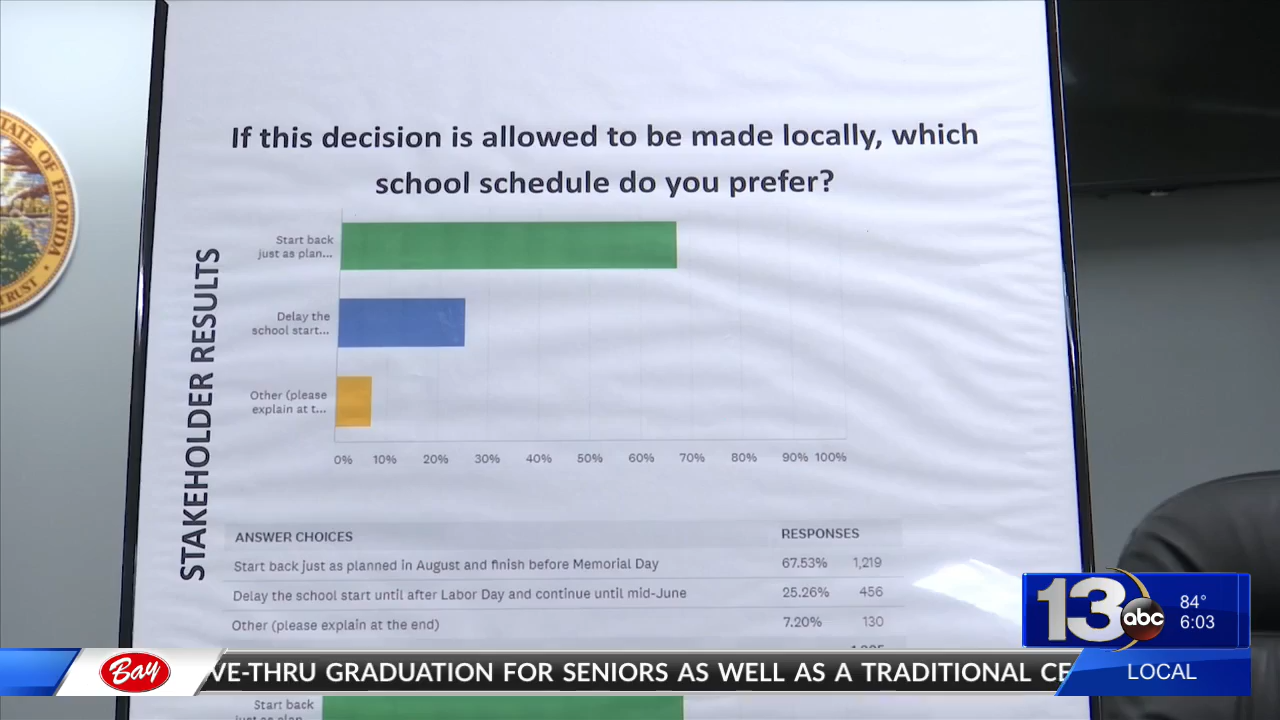 STATE OF FLORIDA
TRUST
If this decision is allowed to be made locally, which
school schedule do you prefer?
STAKEHOLDER RESULTS
Start back
just as plan...
Delay the
school start...
Other (please
explain at t...
0% 10% 20% 30% 40% 50% 60% 70% 80% 90% 100%
ANSWER CHOICES RESPONSES
Start back just as planned in August and finish before Memorial Day 67.53% 1,219
Delay the school start until after Labor Day and continue until mid-June 25.26% 456
Other (please explain at the end) 7.20% 130
13 abc 84°
6:03
LOCAL
Bay VE-THRU GRADUATION FOR SENIORS AS WELL AS A TRADITIONAL CE
Start back